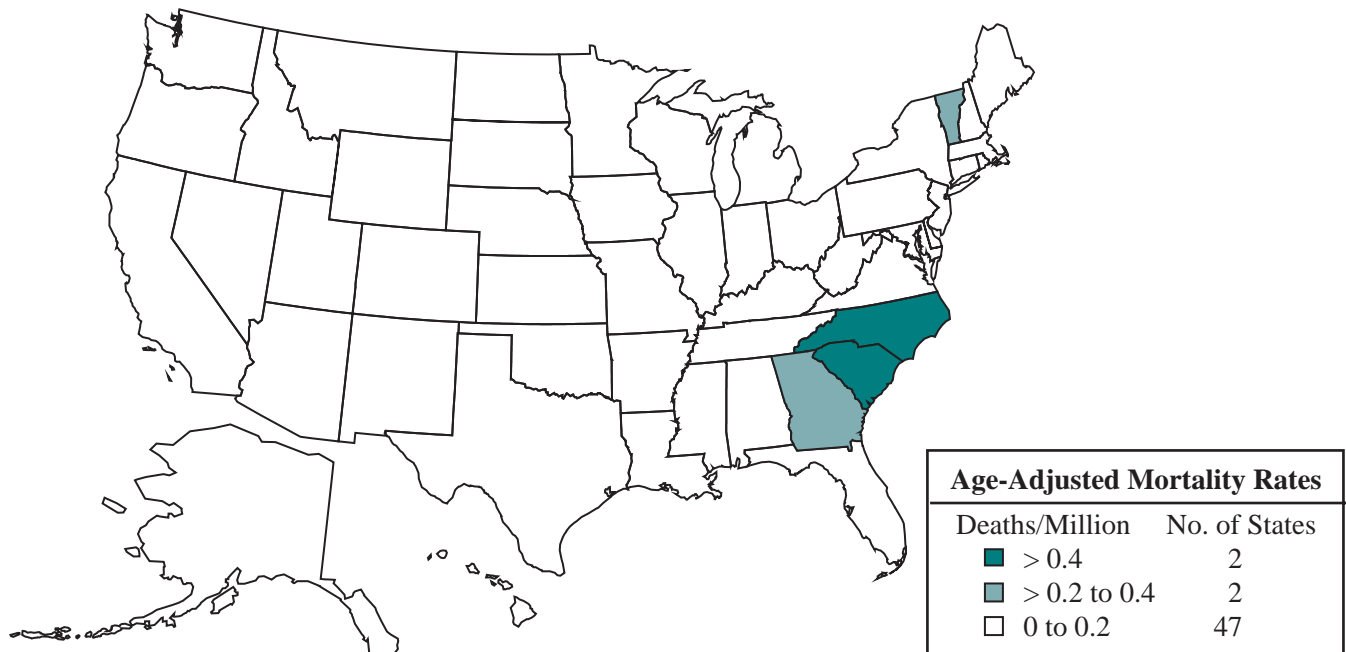 Age-Adjusted Mortality Rates
Deaths/Million No. of States
> 0.4 2
> 0.2 to 0.4 2
0 to 0.2 47